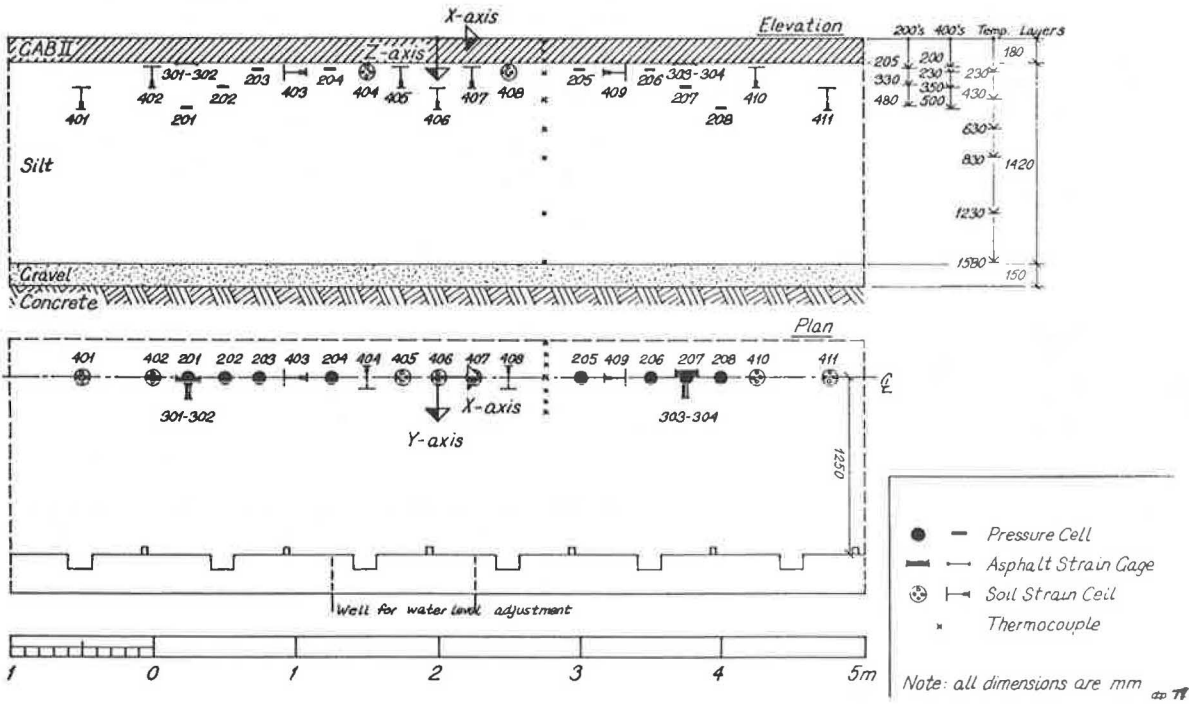 X-axis
Elevation
200's 400's Temp. Layers
GAB II
Z-axis
180
301-302 203 403 204 404 405 407 408 205 409 206 303-304
205 200
330 230 230
402 202 207 410
480 350 430
500
401 201 406 208 411
630
Silt
830
1420
1230
Gravel
1580
150
Concrete
Plan
401 402 201 202 203 403 204 404 405 406 407 408 205 409 206 207 208 410 411
X-axis
301-302
303-304
Y-axis
1250
Pressure Cell
Asphalt Strain Gage
Soil Strain Cell
Well for water level adjustment
Thermocouple
1 0 1 2 3 4 5m
Note: all dimensions are mm